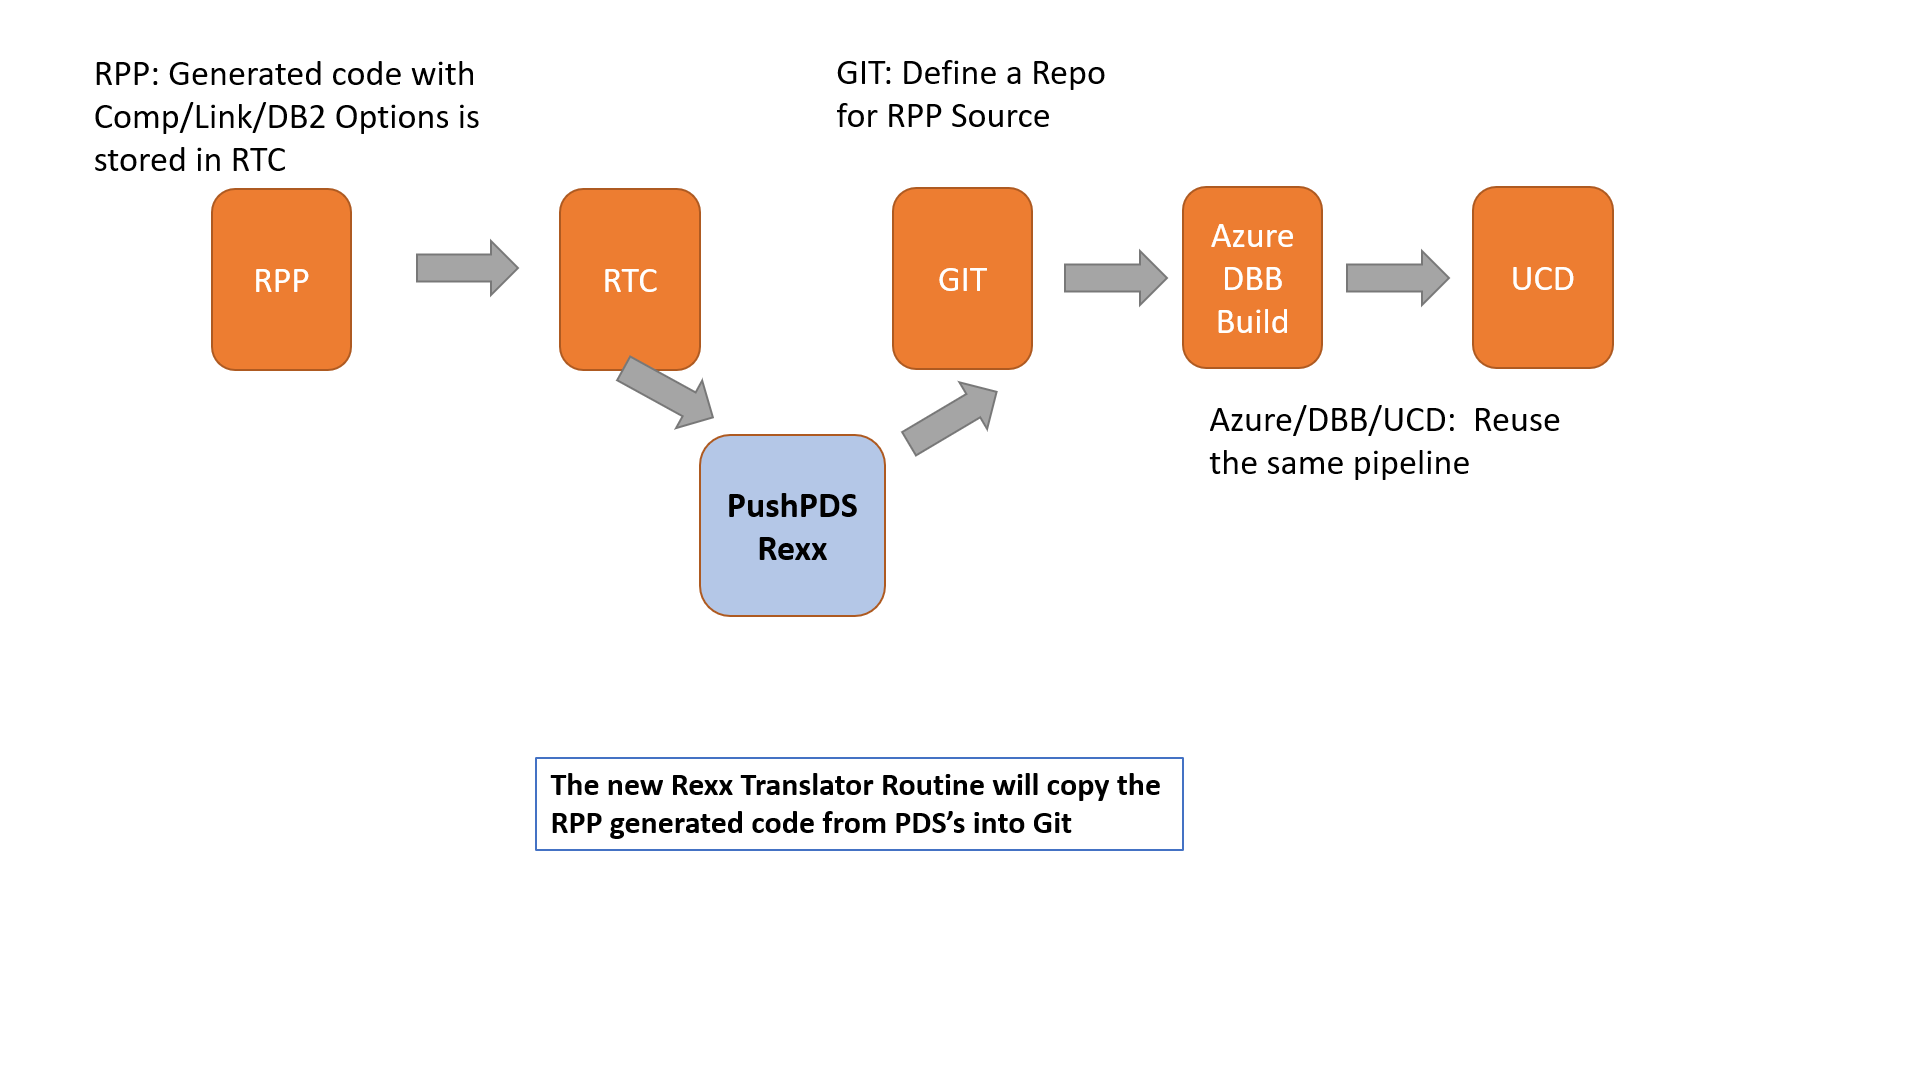 RPP: Generated code with
Comp/Link/DB2 Options is
stored in RTC
GIT: Define a Repo
for RPP Source
RPP
RTC
GIT
Azure
DBB
Build
UCD
Azure/DBB/UCD:  Reuse
the same pipeline
PushPDS
Rexx
The new Rexx Translator Routine will copy the
RPP generated code from PDS’s into Git